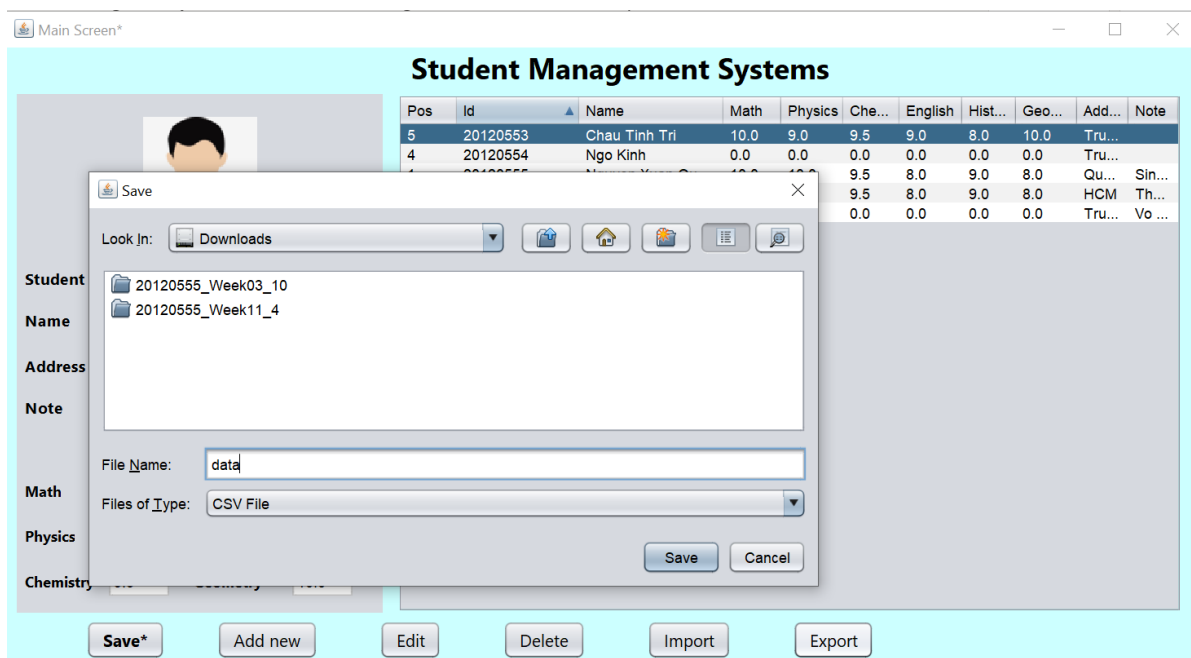 Main Screen*
Student Management Systems
Pos Id Name Math Physics Che... English Hist... Geo... Add... Note
5 20120553 Chau Tinh Tri 10.0 9.0 9.5 9.0 8.0 10.0 Tru...
4 20120554 Ngo Kinh 0.0 0.0 0.0 0.0 0.0 0.0 Tru...
9.5 8.0 9.0 8.0 Qu... Sin...
9.5 8.0 9.0 8.0 HCM Th...
0.0 0.0 0.0 0.0 Tru... Vo ...
Save
Look In: Downloads
20120555_Week03_10
20120555_Week11_4
File Name: data
Files of Type: CSV File
Save Cancel
Student
Name
Address
Note
Math
Physics
Chemistry
Save* Add new Edit Delete Import Export